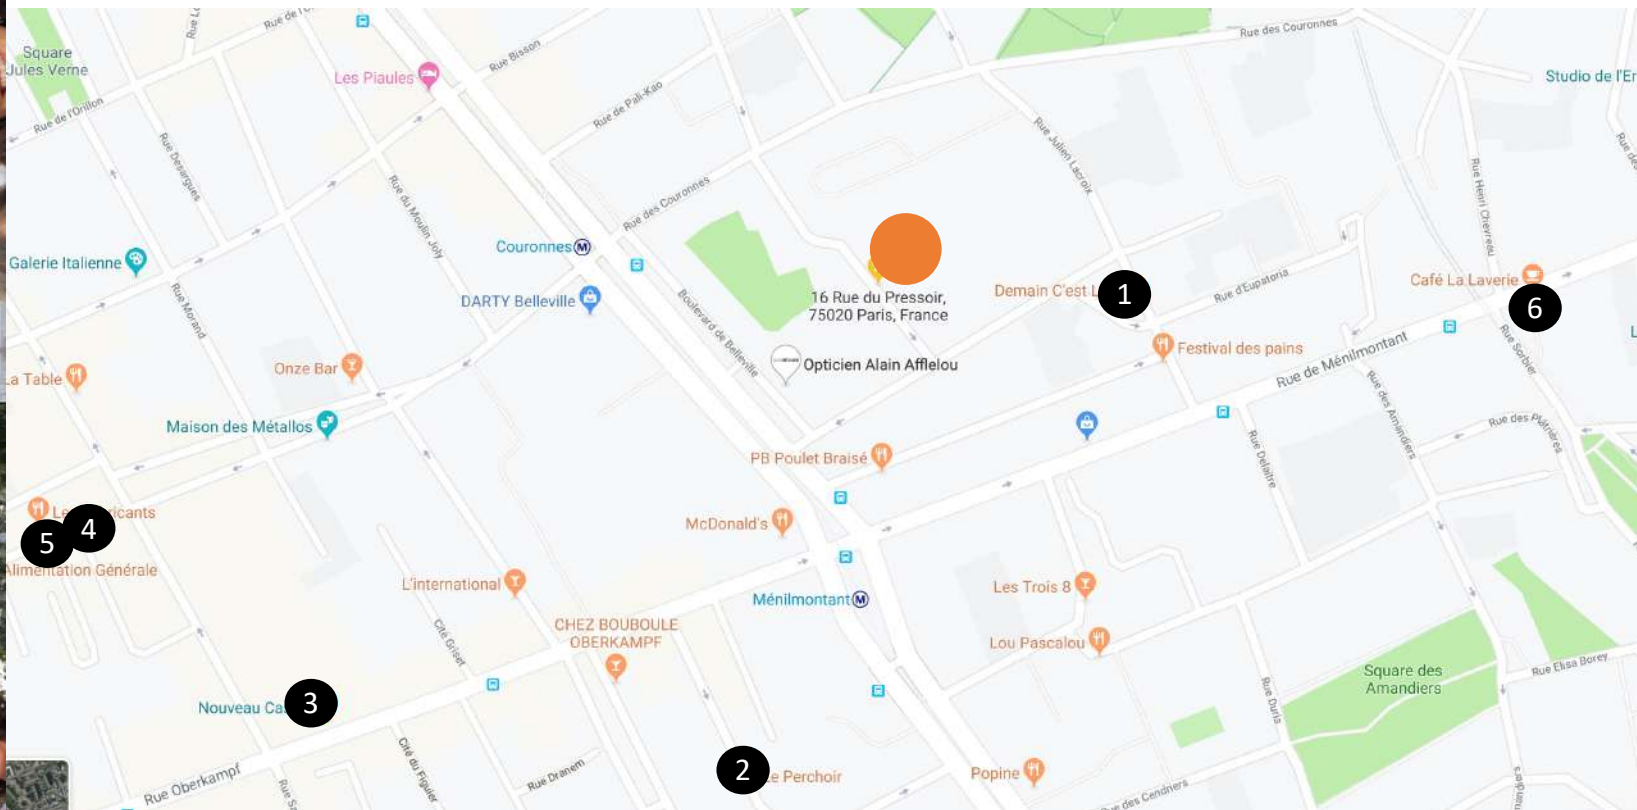 Rue des Couronnes
Square
Jules Verne
Rue Bisson
Les Piaules
Studio de l'Er
Rue de l'Orillon
Rue de Pali-Kao
Rue Desargues
Rue Julien Lacroix
Rue du Moulin Joly
Rue des Couronnes
Rue Henri Chevreau
Couronnes M
Galerie Italienne
DARTY Belleville
Rue Morand
Boulevard de Belleville
16 Rue du Pressoir,
75020 Paris, France
Demain C'est L
1
Rue d'Eupatoria
Café La Laverie
6
Onze Bar
La Table
Opticien Alain Afflelou
Festival des pains
Rue de Ménilmontant
Rue Sorbier
Maison des Métallos
Rue des Amandiers
Rue des Plâtrières
PB Poulet Braisé
Rue Delaitre
McDonald's
4
5
Alimentation Générale
L'international
Ménilmontant M
Les Trois 8
CHEZ BOUBOULE
OBERKAMPF
Cité Griset
Lou Pascalou
Square des
Amandiers
Rue Elisa Borey
Rue Duris
Nouveau Ca
3
2
Perchoir
Popine
Rue Oberkampf
Cité du Figuier
Rue Dranem
Rue des Cendriers